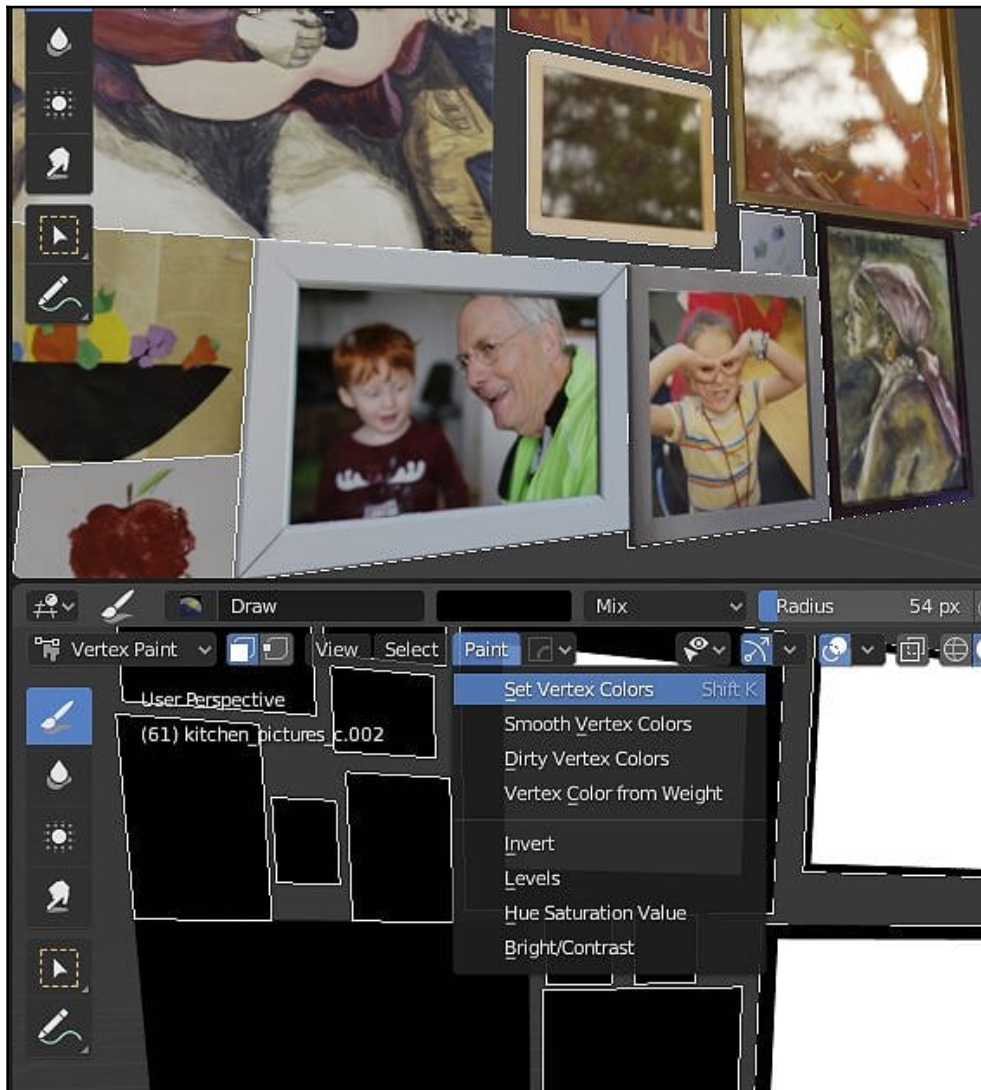 Draw
Mix
Radius
54 px
Vertex Paint
View
Select
Paint
User Perspective
(61) kitchen_pictures_c.002
Set Vertex Colors Shift K
Smooth Vertex Colors
Dirty Vertex Colors
Vertex Color from Weight
Invert
Levels
Hue Saturation Value
Bright/Contrast